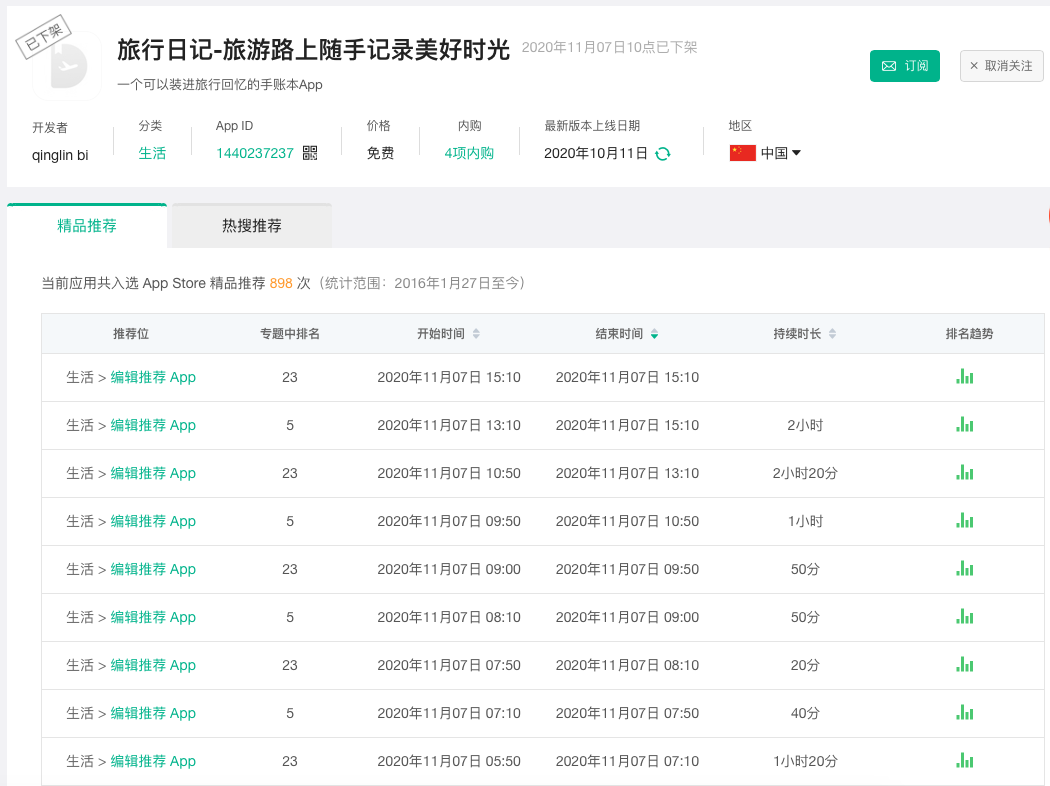 已下架
旅行日记-旅游路上随手记录美好时光 2020年11月07日10点已下架
一个可以装进旅行回忆的手账本App
订阅
× 取消关注
开发者 分类 App ID 价格 内购 最新版本上线日期 地区
qinglin bi 生活 1440237237 免费 4项内购 2020年10月11日 中国
精品推荐 热搜推荐
当前应用共入选 App Store 精品推荐 898 次（统计范围：2016年1月27日至今）
推荐位 专题中排名 开始时间 结束时间 持续时长 排名趋势
生活 > 编辑推荐 App 23 2020年11月07日 15:10 2020年11月07日 15:10
生活 > 编辑推荐 App 5 2020年11月07日 13:10 2020年11月07日 15:10 2小时
生活 > 编辑推荐 App 23 2020年11月07日 10:50 2020年11月07日 13:10 2小时20分
生活 > 编辑推荐 App 5 2020年11月07日 09:50 2020年11月07日 10:50 1小时
生活 > 编辑推荐 App 23 2020年11月07日 09:00 2020年11月07日 09:50 50分
生活 > 编辑推荐 App 5 2020年11月07日 08:10 2020年11月07日 09:00 50分
生活 > 编辑推荐 App 23 2020年11月07日 07:50 2020年11月07日 08:10 20分
生活 > 编辑推荐 App 5 2020年11月07日 07:10 2020年11月07日 07:50 40分
生活 > 编辑推荐 App 23 2020年11月07日 05:50 2020年11月07日 07:10 1小时20分